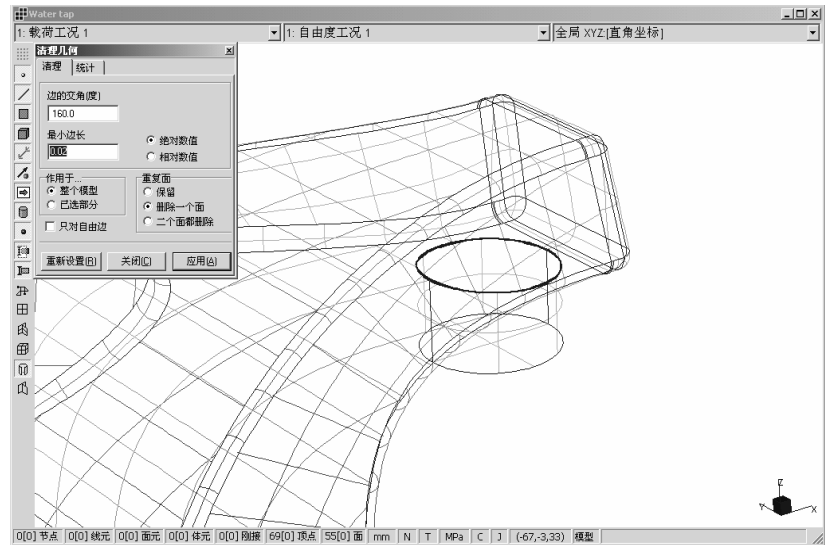 Water tap
1: 载荷工况 1
1: 自由度工况 1
全局 XYZ[直角坐标]
清理几何
清理
统计
边的交角(度)
160.0
最小边长
0.02
绝对数值
相对数值
作用于...
整个模型
已选部分
重复面
保留
删除一个面
二个面都删除
只对自由边
重新设置(R)
关闭(C)
应用(A)
Z
Y
X
0[0] 节点 0[0] 线元 0[0] 面元 0[0] 体元 0[0] 刚接 69[0] 顶点 55[0] 面 mm N T MPa C J (-67,-3,33) 模型